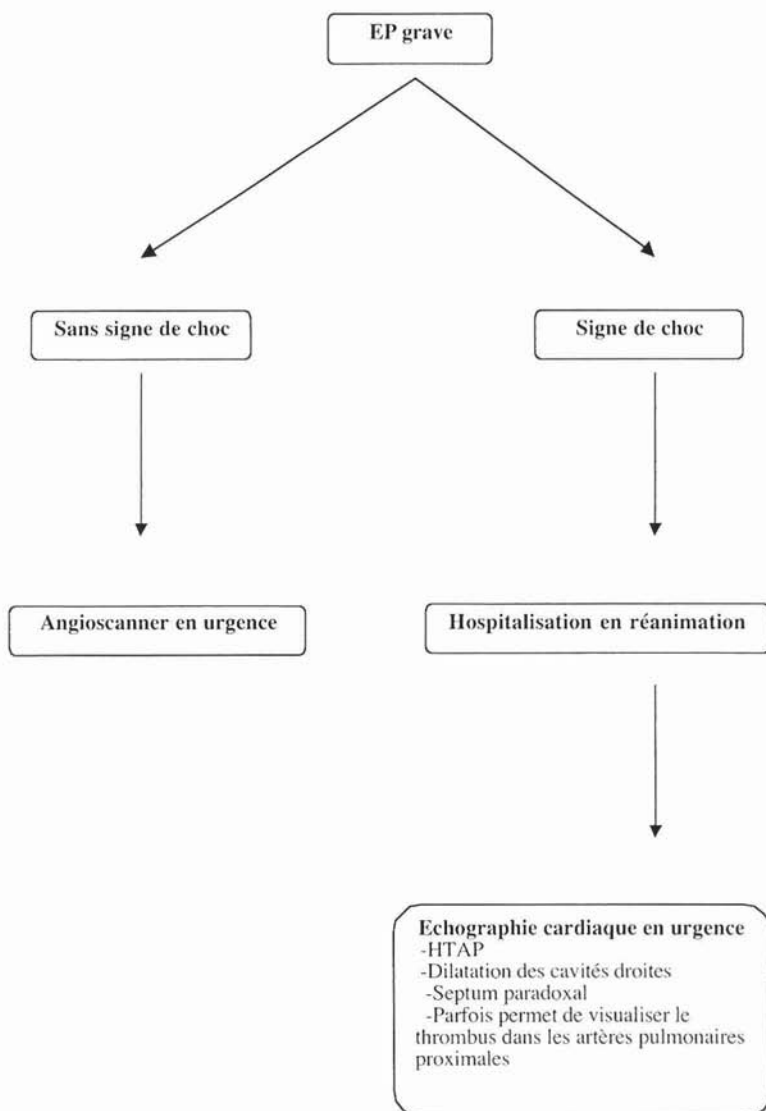 EP grave
Sans signe de choc
Signe de choc
Angioscanner en urgence
Hospitalisation en réanimation
Echographie cardiaque en urgence
-HTAP
-Dilatation des cavités droites
-Septum paradoxal
-Parfois permet de visualiser le
thrombus dans les artères pulmonaires
proximales